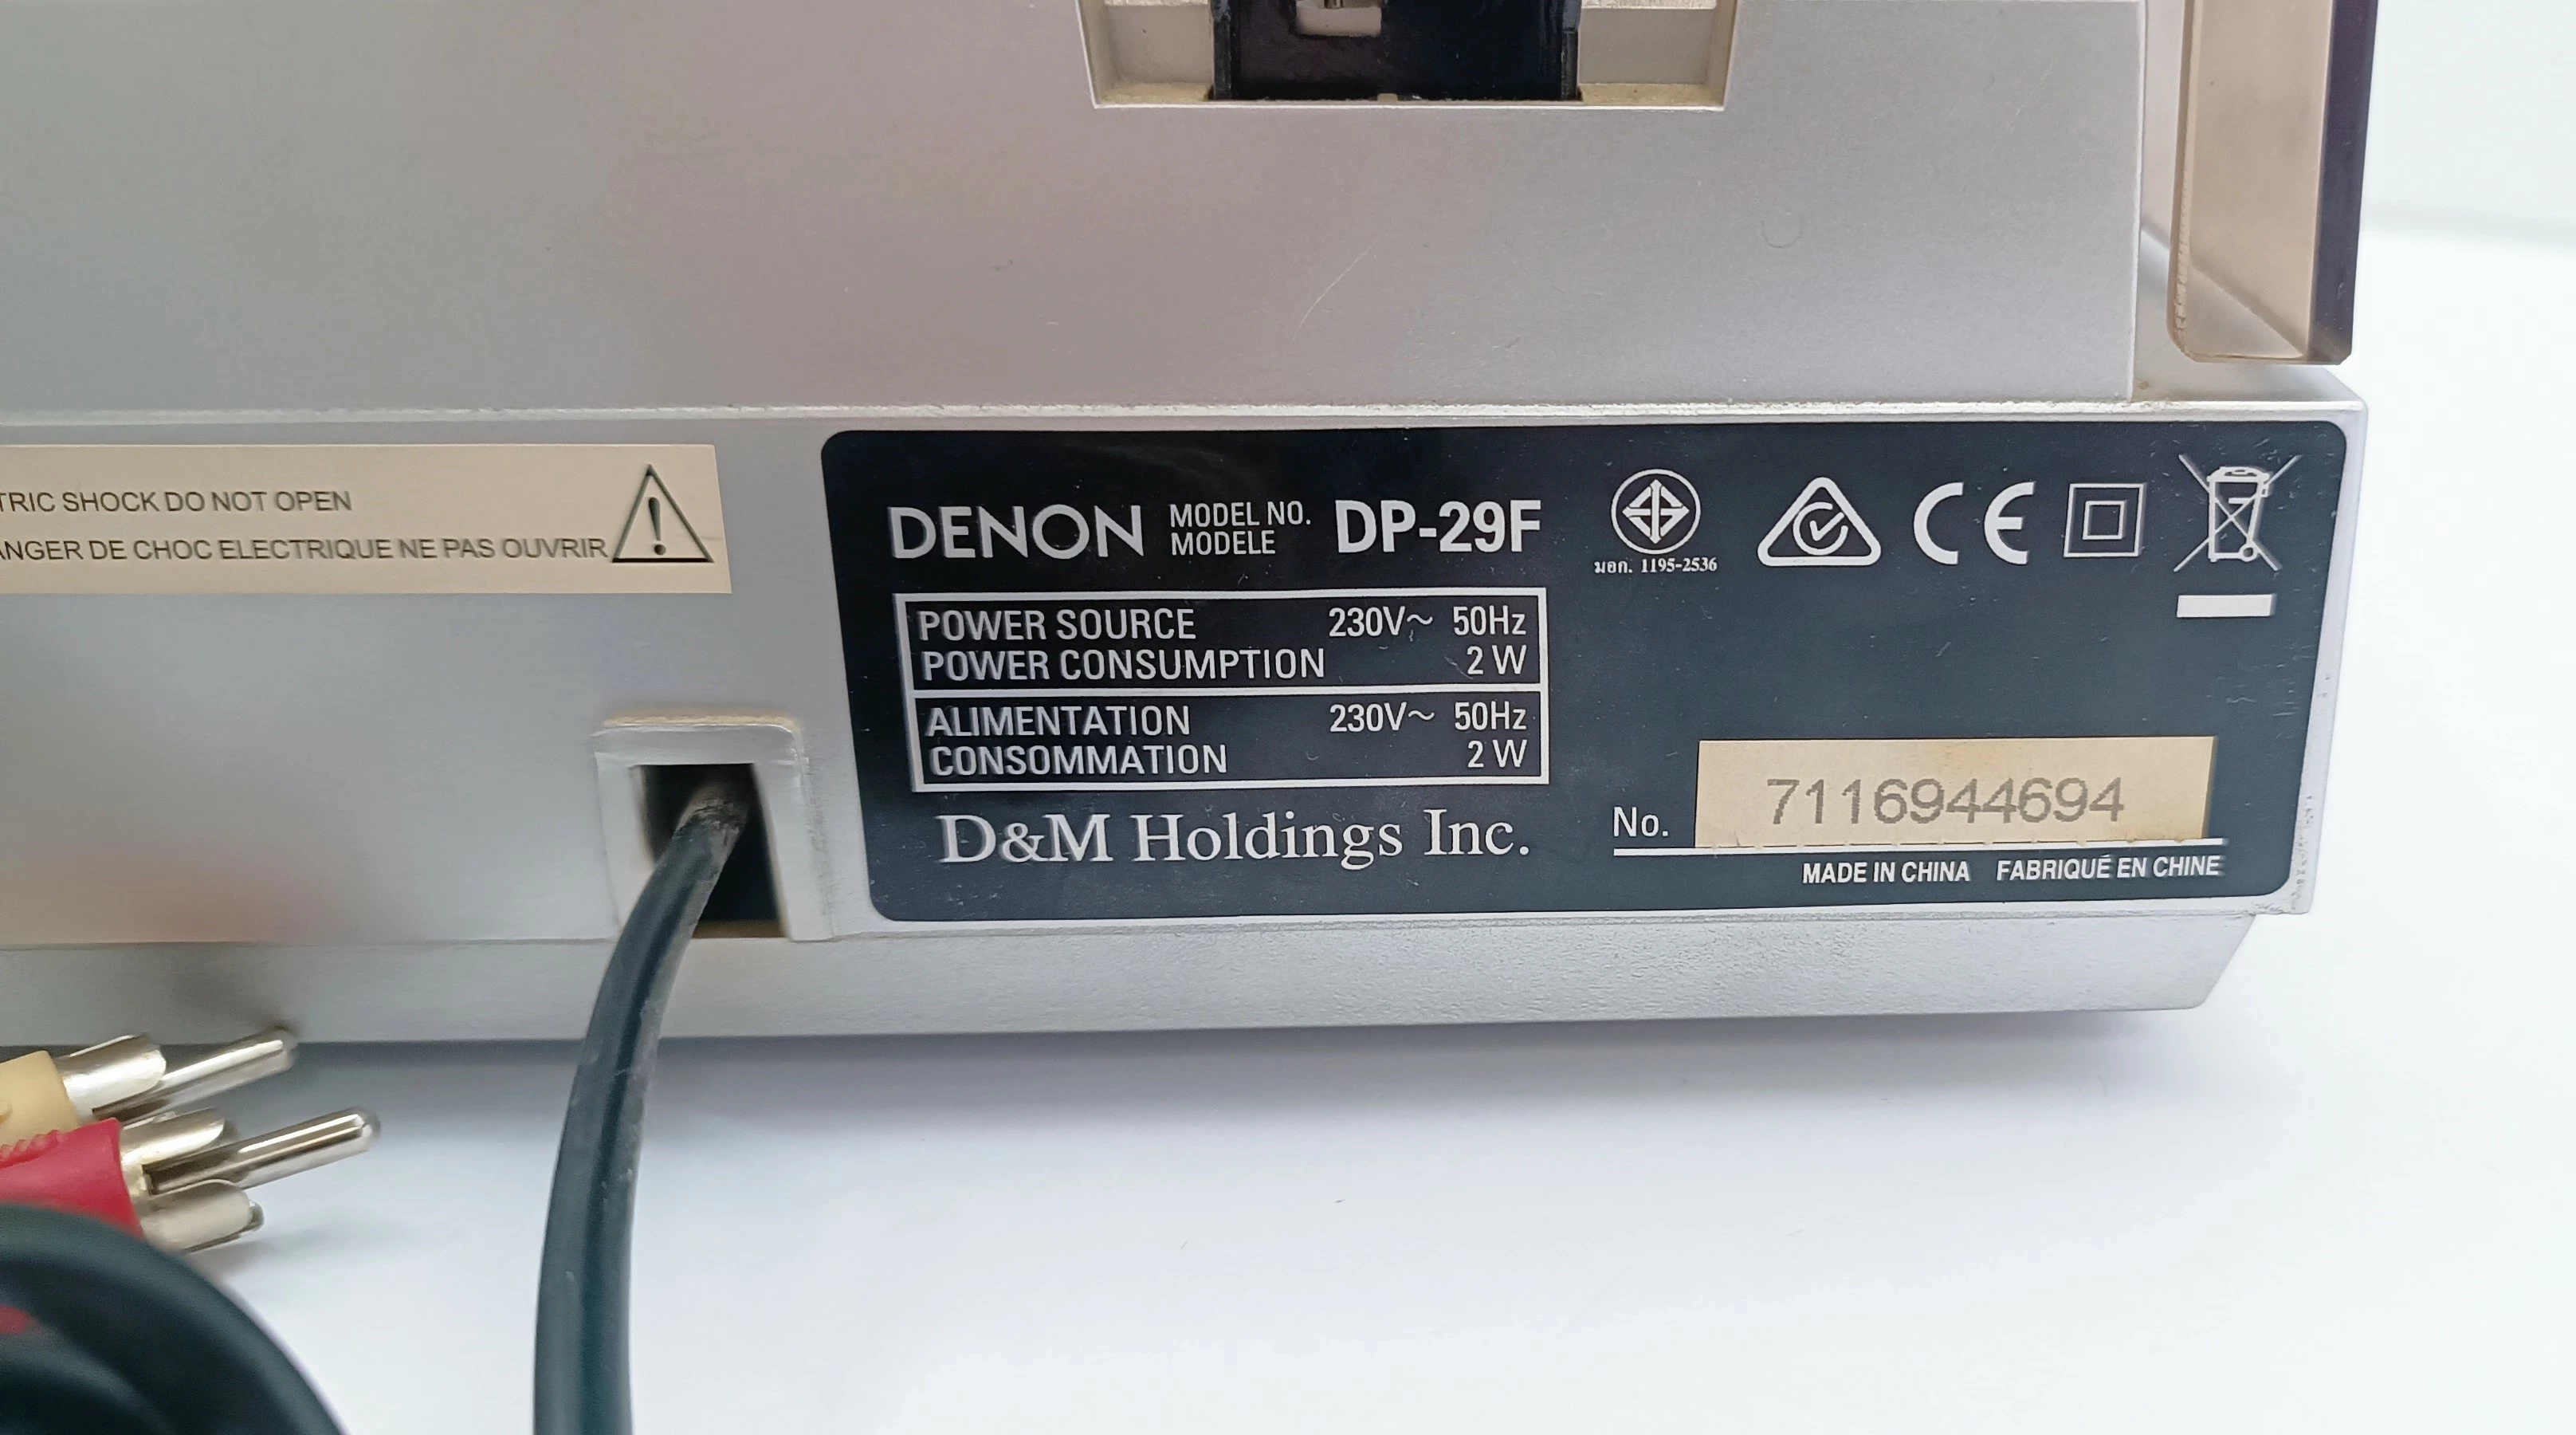 TRIC SHOCK DO NOT OPEN
ANGER DE CHOC ELECTRIQUE NE PAS OUVRIR
DENON MODEL NO. DP-29F
MODELE
มอก. 1195-2536
CE
POWER SOURCE 230V~ 50Hz
POWER CONSUMPTION 2 W
ALIMENTATION 230V~ 50Hz
CONSOMMATION 2 W
D&M Holdings Inc.
No. 7116944694
MADE IN CHINA FABRIQUÉ EN CHINE